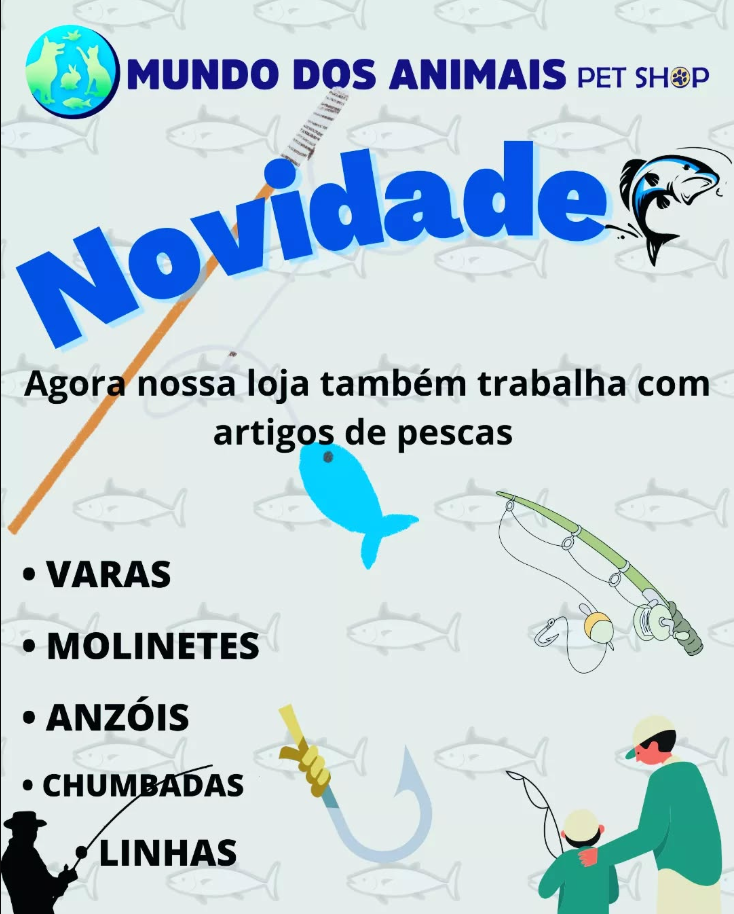 MUNDO DOS ANIMAIS PET SHOP
Novidade
Agora nossa loja também trabalha com
artigos de pescas
• VARAS
• MOLINETES
• ANZÓIS
• CHUMBADAS
LINHAS